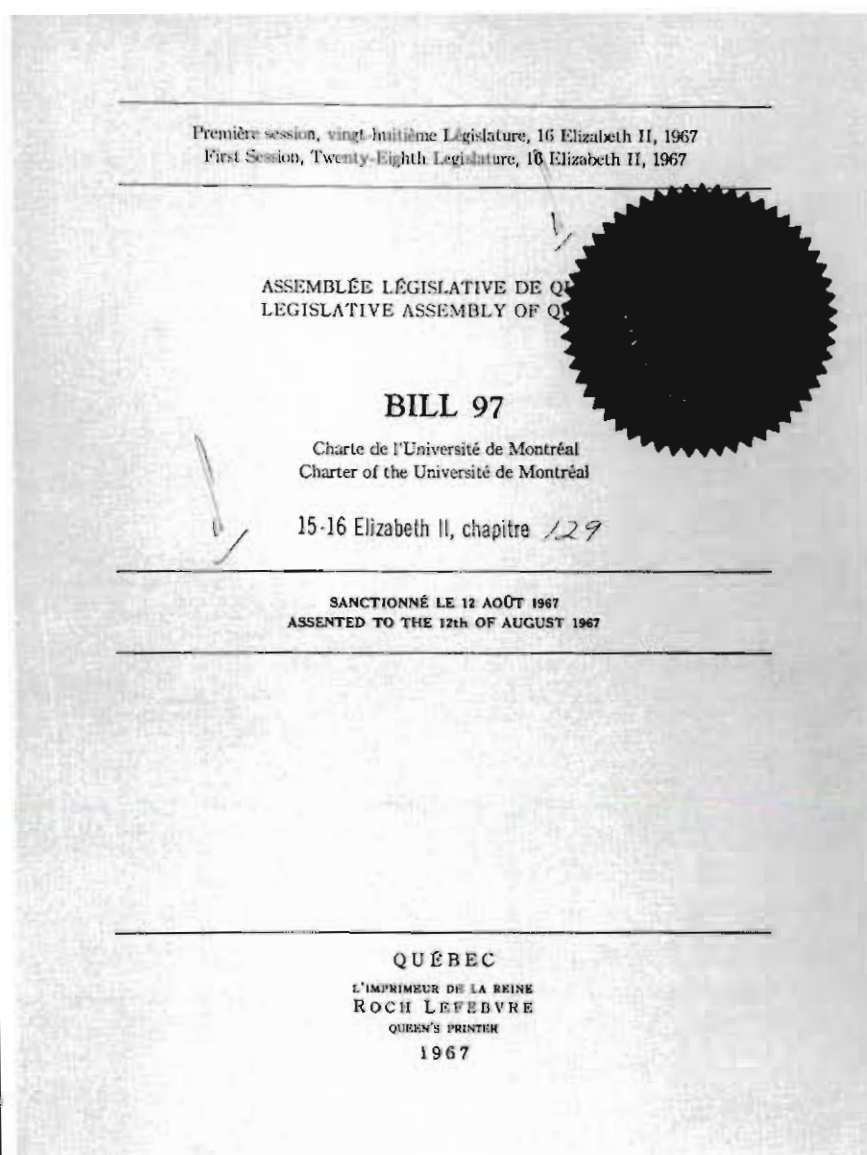 Première session, vingt-huitième Législature, 16 Elizabeth II, 1967
First Session, Twenty-Eighth Legislature, 16 Elizabeth II, 1967
ASSEMBLÉE LÉGISLATIVE DE
LEGISLATIVE ASSEMBLY OF
BILL 97
Charte de l'Université de Montréal
Charter of the Université de Montréal
15-16 Elizabeth II, chapitre 129
SANCTIONNÉ LE 12 AOÛT 1967
ASSENTED TO THE 12th OF AUGUST 1967
QUÉBEC
L'IMPRIMEUR DE LA REINE
ROCH LEFEBVRE
QUEEN'S PRINTER
1967